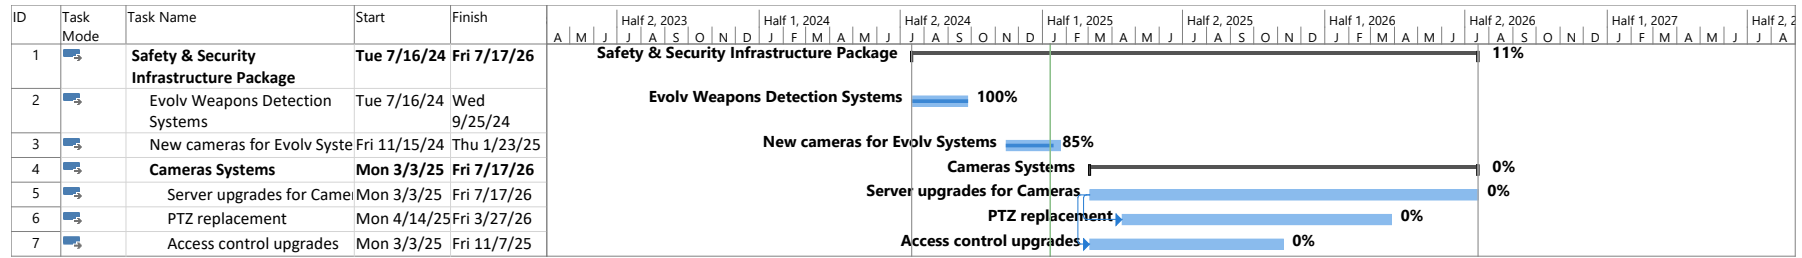 ID Task Task Name Start Finish Half 2, 2023 Half 1, 2024 Half 2, 2024 Half 1, 2025 Half 2, 2025 Half 1, 2026 Half 2, 2026 Half 1, 2027 Half 2, 2
Mode A M J J A S O N D J F M A M J J A S O N D J F M A M J J A S O N D J F M A M J J A S O N D J F M A M J J A
1 Safety & Security Tue 7/16/24 Fri 7/17/26 Safety & Security Infrastructure Package 11%
Infrastructure Package
2 Evolv Weapons Detection Tue 7/16/24 Wed Evolv Weapons Detection Systems 100%
Systems 9/25/24
3 New cameras for Evolv Syste Fri 11/15/24 Thu 1/23/25 New cameras for Evolv Systems 85%
4 Cameras Systems Mon 3/3/25 Fri 7/17/26 Cameras Systems 0%
5 Server upgrades for Camer Mon 3/3/25 Fri 7/17/26 Server upgrades for Cameras 0%
6 PTZ replacement Mon 4/14/25 Fri 3/27/26 PTZ replacement 0%
7 Access control upgrades Mon 3/3/25 Fri 11/7/25 Access control upgrades 0%